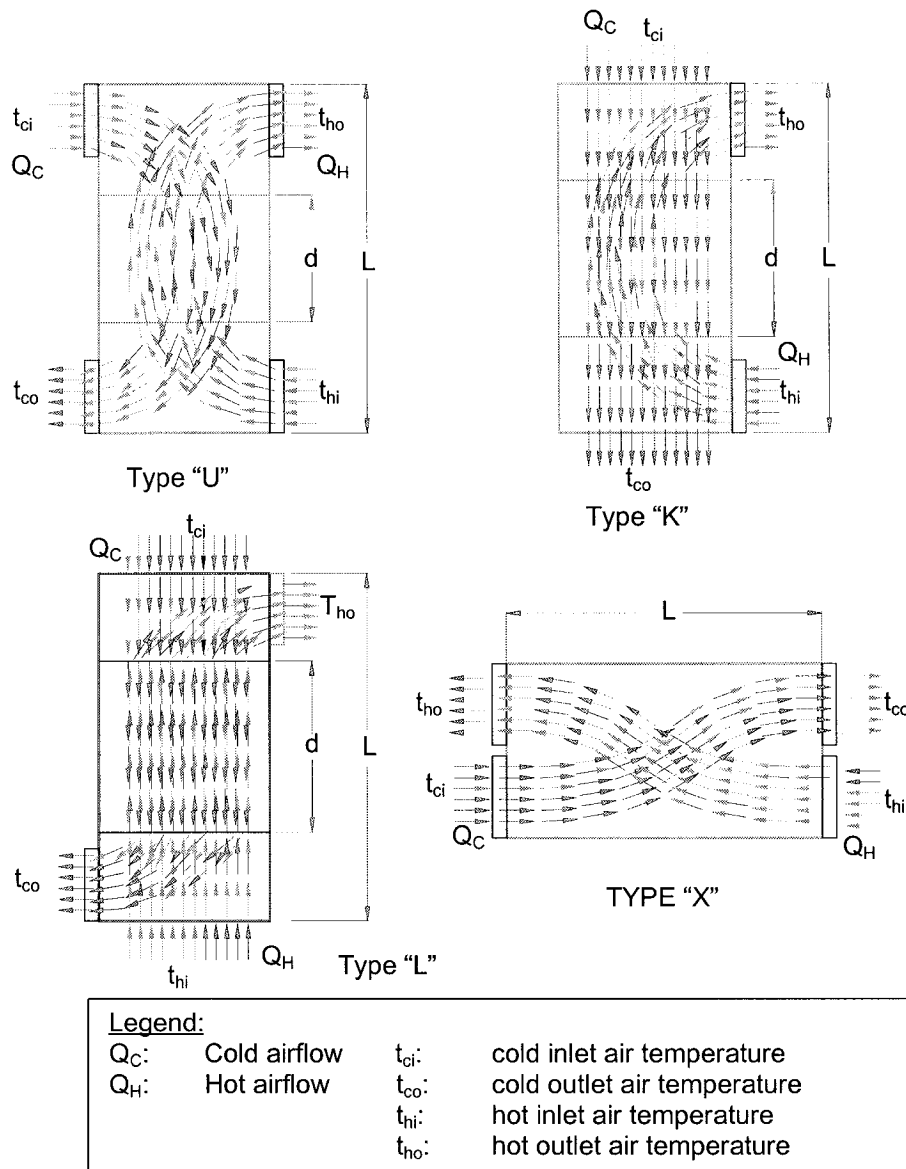 Q_C t_ci
t_ci t_ho t_ho
Q_C Q_H
d L d L
Q_H
t_co t_hi t_hi
Type “U” t_co
Type “K”
t_ci
Q_C
T_ho L
d L t_ho t_co
t_ci t_hi
t_co Q_C Q_H
TYPE “X”
Q_H Type “L”
t_hi
Legend:
Q_C: Cold airflow t_ci: cold inlet air temperature
Q_H: Hot airflow t_co: cold outlet air temperature
t_hi: hot inlet air temperature
t_ho: hot outlet air temperature